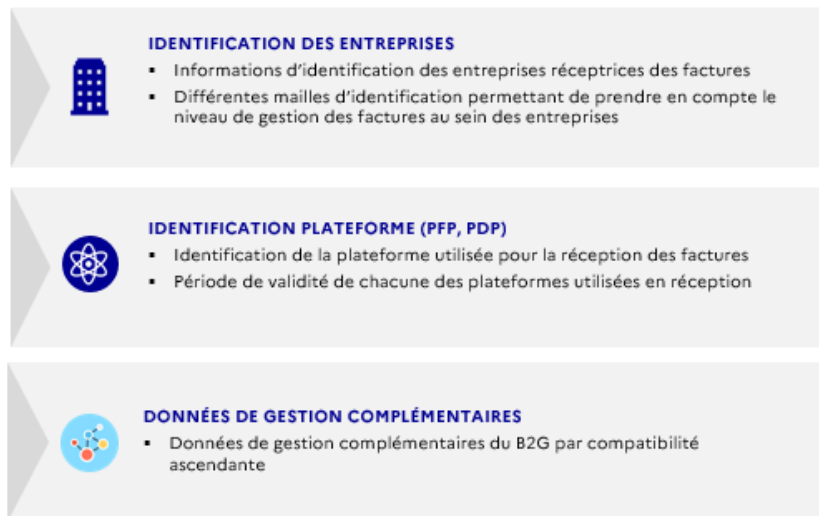 IDENTIFICATION DES ENTREPRISES
▪ Informations d'identification des entreprises réceptrices des factures
▪ Différentes mailles d'identification permettant de prendre en compte le
niveau de gestion des factures au sein des entreprises
IDENTIFICATION PLATEFORME (PFP, PDP)
▪ Identification de la plateforme utilisée pour la réception des factures
▪ Période de validité de chacune des plateformes utilisées en réception
DONNÉES DE GESTION COMPLÉMENTAIRES
▪ Données de gestion complémentaires du B2G par compatibilité
ascendante